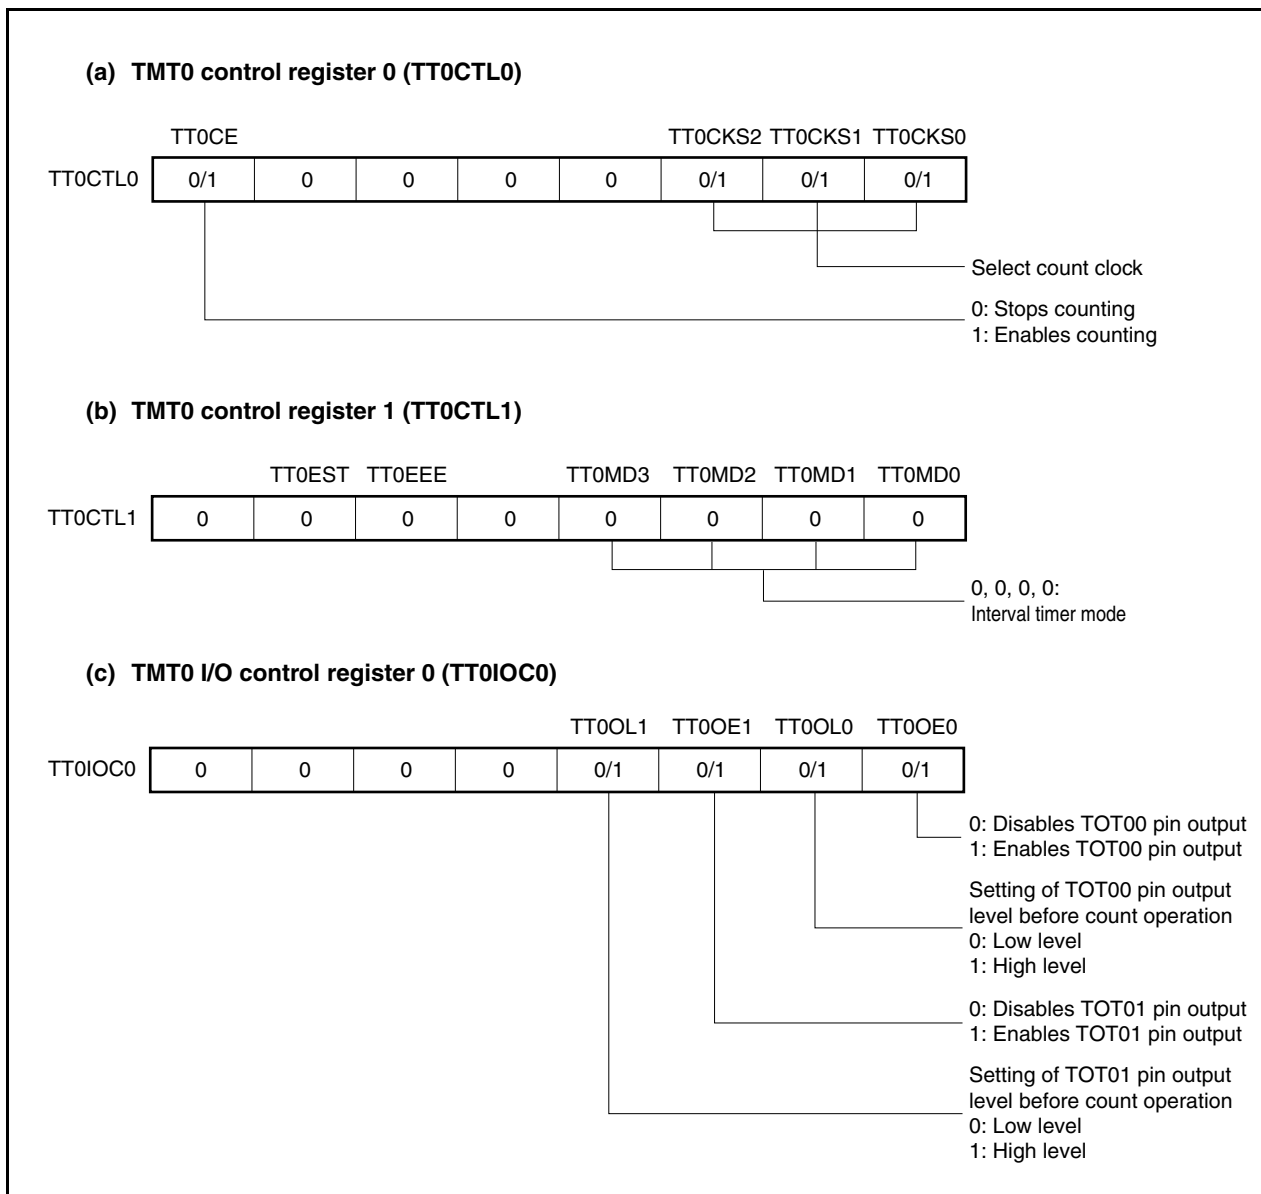 (a) TMT0 control register 0 (TT0CTL0)
TT0CE TT0CKS2 TT0CKS1 TT0CKS0
TT0CTL0 0/1 0 0 0 0 0/1 0/1 0/1
Select count clock
0: Stops counting
1: Enables counting
(b) TMT0 control register 1 (TT0CTL1)
TT0EST TT0EEE TT0MD3 TT0MD2 TT0MD1 TT0MD0
TT0CTL1 0 0 0 0 0 0 0 0
0, 0, 0, 0:
Interval timer mode
(c) TMT0 I/O control register 0 (TT0IOC0)
TT0OL1 TT0OE1 TT0OL0 TT0OE0
TT0IOC0 0 0 0 0 0/1 0/1 0/1 0/1
0: Disables TOT00 pin output
1: Enables TOT00 pin output
Setting of TOT00 pin output
level before count operation
0: Low level
1: High level
0: Disables TOT01 pin output
1: Enables TOT01 pin output
Setting of TOT01 pin output
level before count operation
0: Low level
1: High level